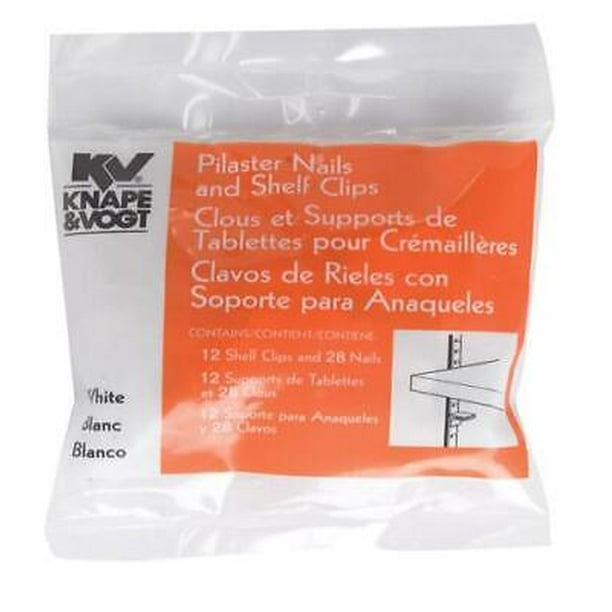 KV
KNAPE
&VOGT
Pilaster Nails
and Shelf Clips
Clous et Supports de
Tablettes pour Crémaillères
Clavos de Rieles con
Soporte para Anaqueles
CONTAINS/CONTIENT/CONTIENE
12 Shelf Clips and 28 Nails
12 Supports de Tablettes
et 28 Clous
12 Soporte para Anaqueles
y 28 Clavos
White
Blanc
Blanco